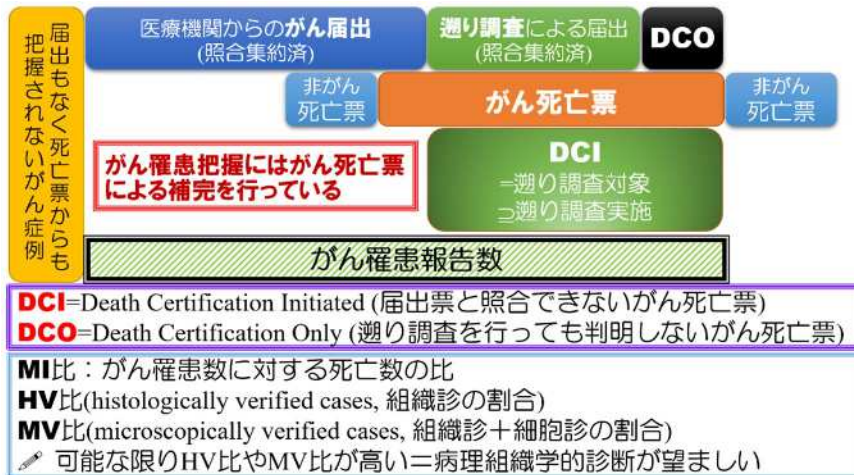 届出もなく死亡票からも
把握されないがん症例
医療機関からのがん届出
(照合集約済)
遡り調査による届出
(照合集約済)
DCO
非がん
死亡票
がん死亡票
非がん
死亡票
がん罹患把握にはがん死亡票
による補完を行っている
DCI
=遡り調査対象
⊃遡り調査実施
がん罹患報告数
DCI=Death Certification Initiated (届出票と照合できないがん死亡票)
DCO=Death Certification Only (遡り調査を行っても判明しないがん死亡票)
MI比：がん罹患数に対する死亡数の比
HV比(histologically verified cases, 組織診の割合)
MV比(microscopically verified cases, 組織診＋細胞診の割合)
可能な限りHV比やMV比が高い＝病理組織学的診断が望ましい